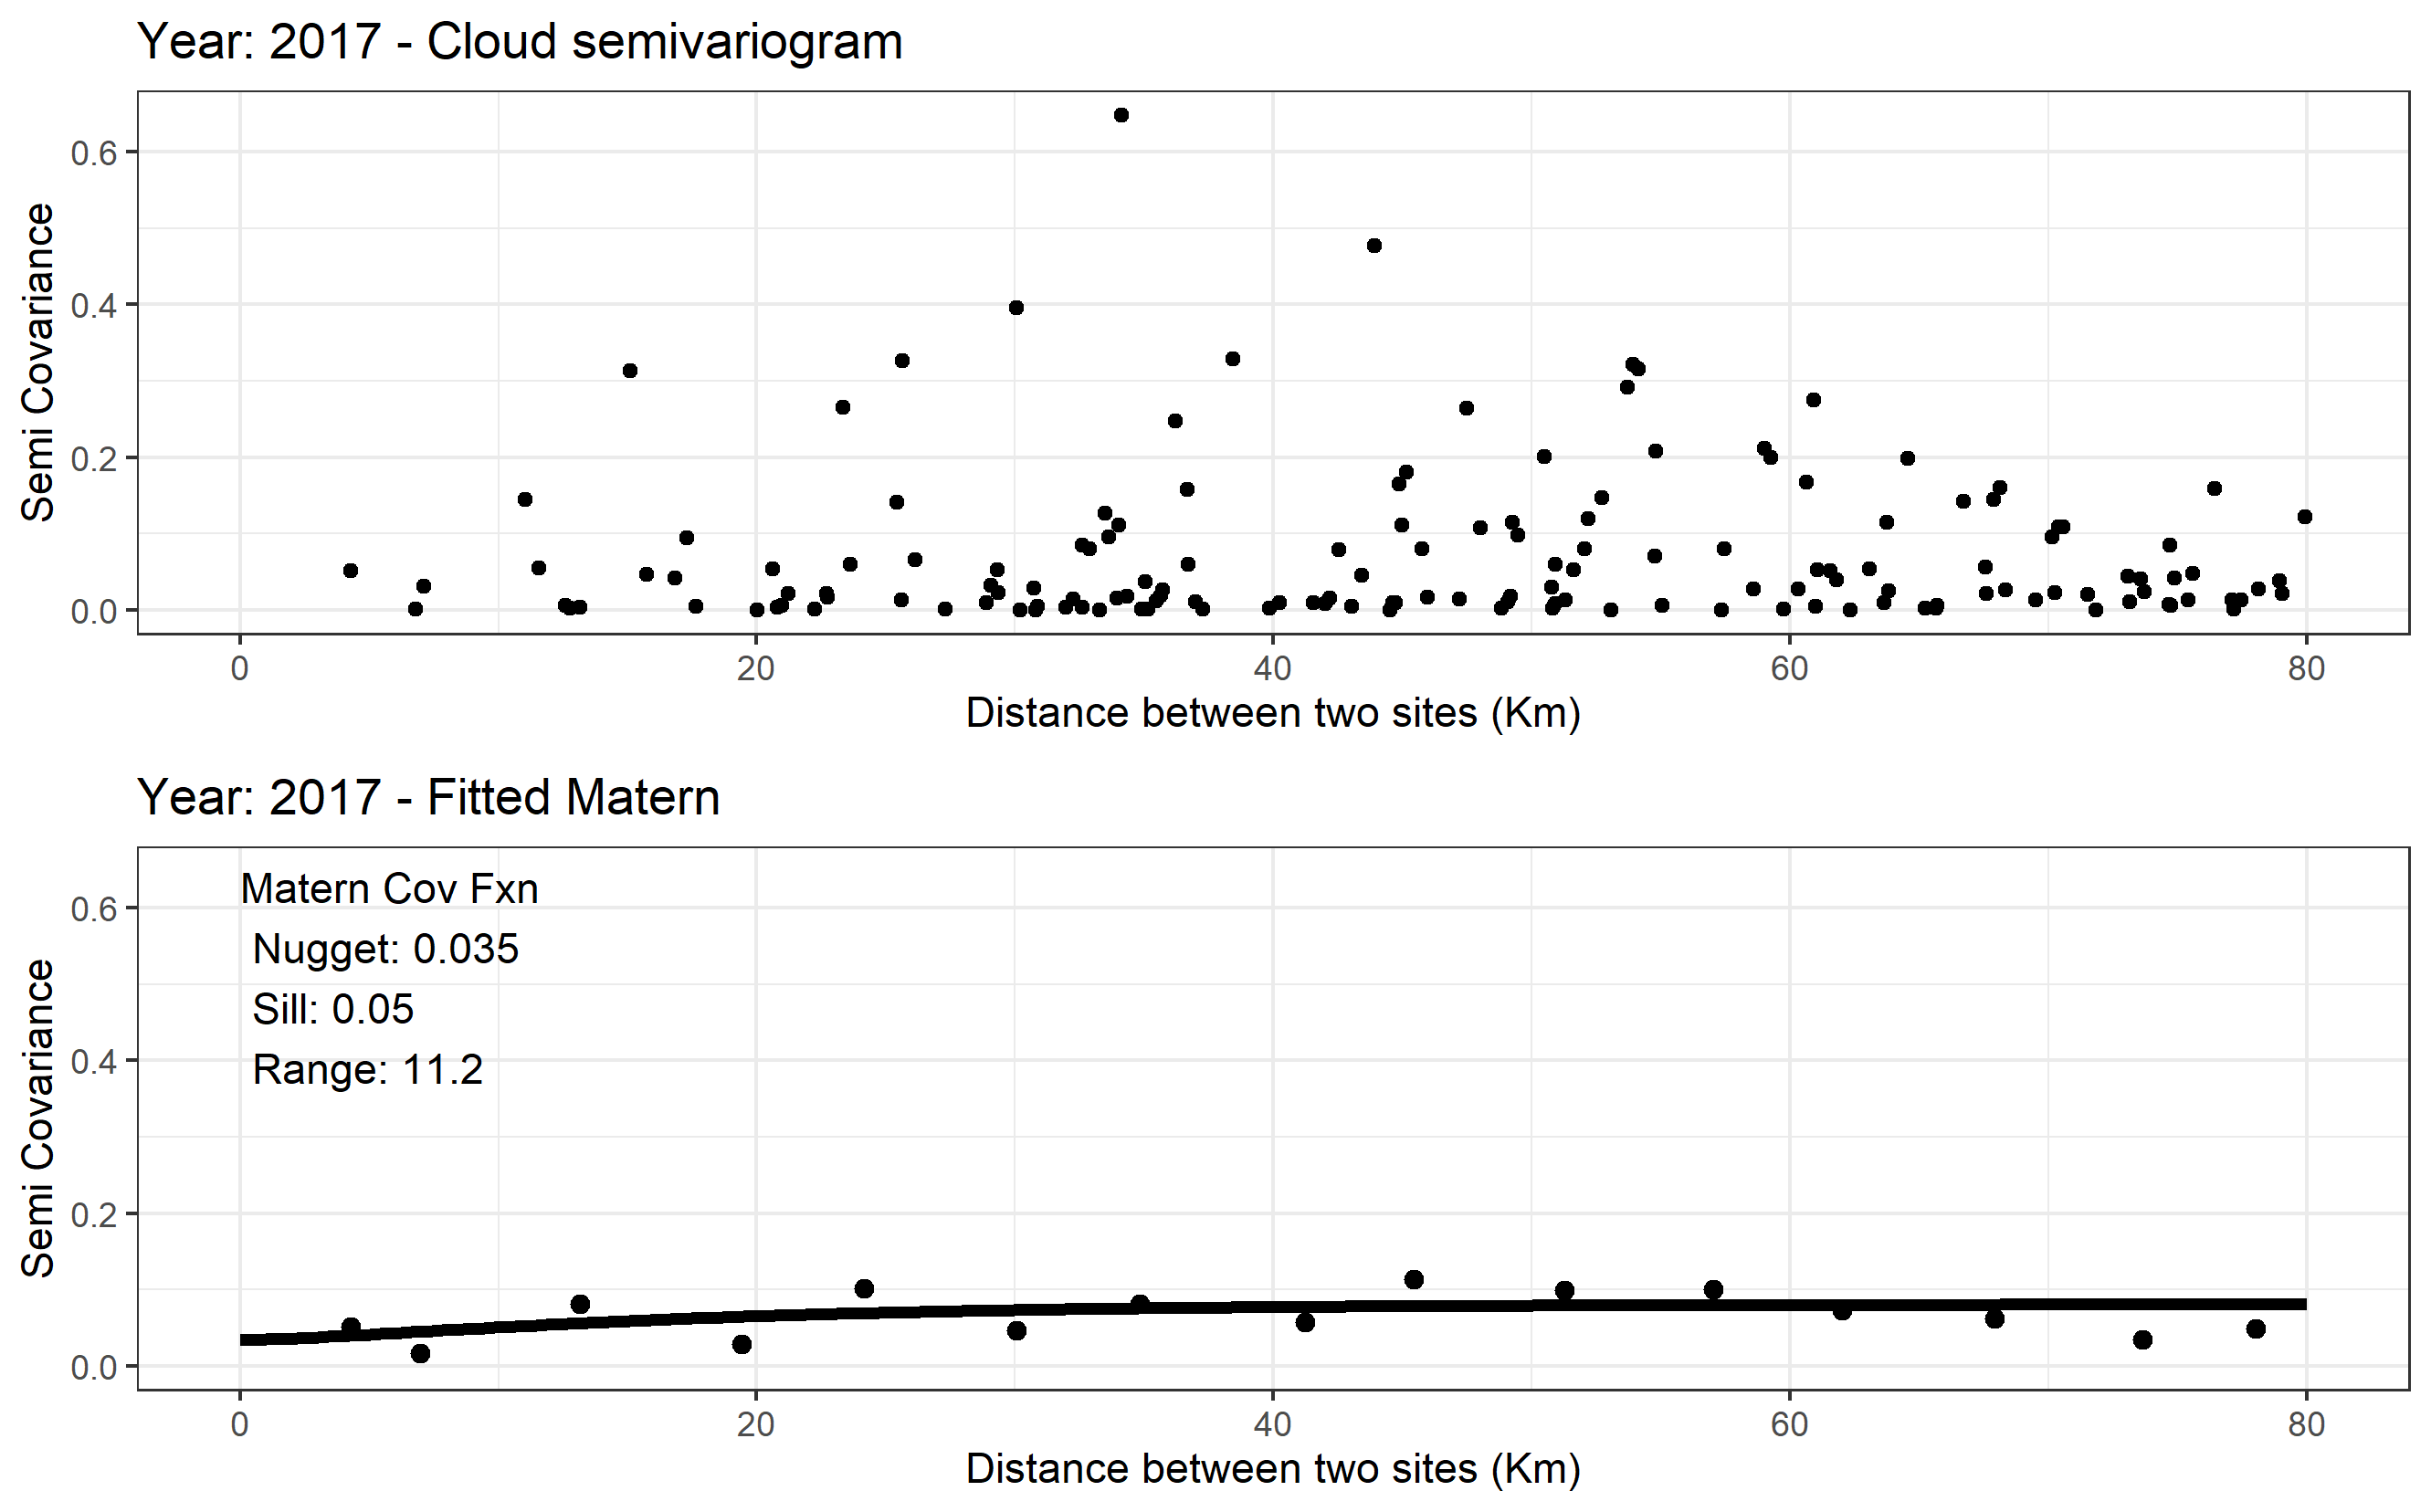 Year: 2017 - Cloud semivariogram
Semi Covariance
0.6
0.4
0.2
0.0
0 20 40 60 80
Distance between two sites (Km)
Year: 2017 - Fitted Matern
Semi Covariance
0.6
0.4
0.2
0.0
Matern Cov Fxn
Nugget: 0.035
Sill: 0.05
Range: 11.2
0 20 40 60 80
Distance between two sites (Km)